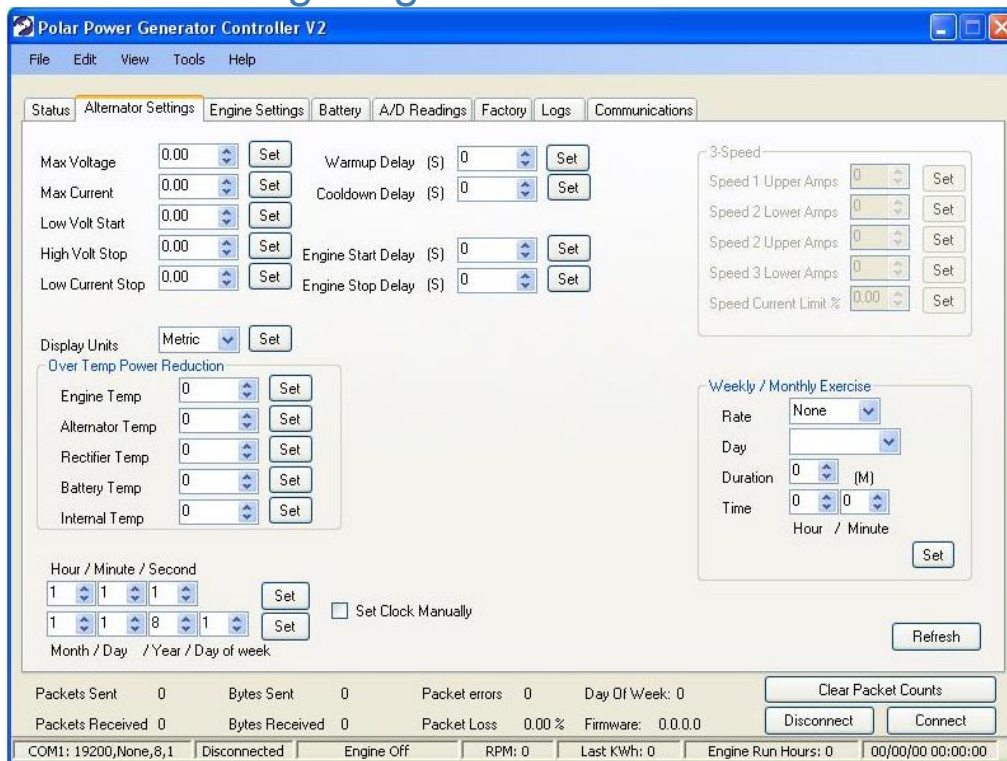 Polar Power Generator Controller V2
File Edit View Tools Help
Status Alternator Settings Engine Settings Battery A/D Readings Factory Logs Communications
Max Voltage 0.00 Set
Max Current 0.00 Set
Low Volt Start 0.00 Set
High Volt Stop 0.00 Set
Low Current Stop 0.00 Set
Warmup Delay (S) 0 Set
Cooldown Delay (S) 0 Set
Engine Start Delay (S) 0 Set
Engine Stop Delay (S) 0 Set
3-Speed
Speed 1 Upper Amps 0 Set
Speed 2 Lower Amps 0 Set
Speed 2 Upper Amps 0 Set
Speed 3 Lower Amps 0 Set
Speed Current Limit % 0.00 Set
Display Units Metric Set
Over Temp Power Reduction
Engine Temp 0 Set
Alternator Temp 0 Set
Rectifier Temp 0 Set
Battery Temp 0 Set
Internal Temp 0 Set
Weekly / Monthly Exercise
Rate None
Day
Duration 0 (M)
Time 0 0
Hour / Minute
Set
Hour / Minute / Second
1 1 1 Set
1 1 8 1 Set
Month / Day / Year / Day of week
Set Clock Manually
Refresh
Packets Sent 0 Bytes Sent 0 Packet errors 0 Day Of Week: 0 Clear Packet Counts
Packets Received 0 Bytes Received 0 Packet Loss 0.00 % Firmware: 0.0.0.0 Disconnect Connect
COM1: 19200,None,8,1 Disconnected Engine Off RPM: 0 Last KWh: 0 Engine Run Hours: 0 00/00/00 00:00:00